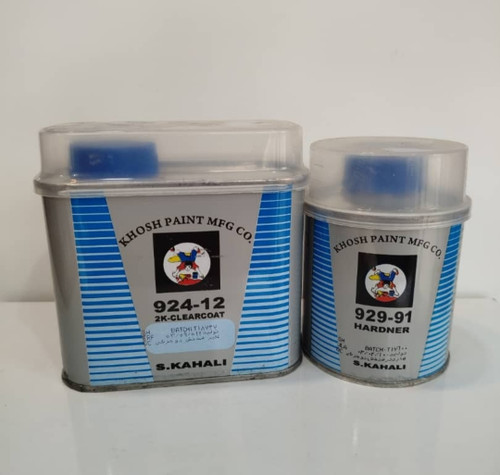 KHOSH PAINT MFG CO.
924-12
2K-CLEARCOAT
S.KAHALI
KHOSH PAINT MFG CO.
929-91
HARDNER
S.KAHALI